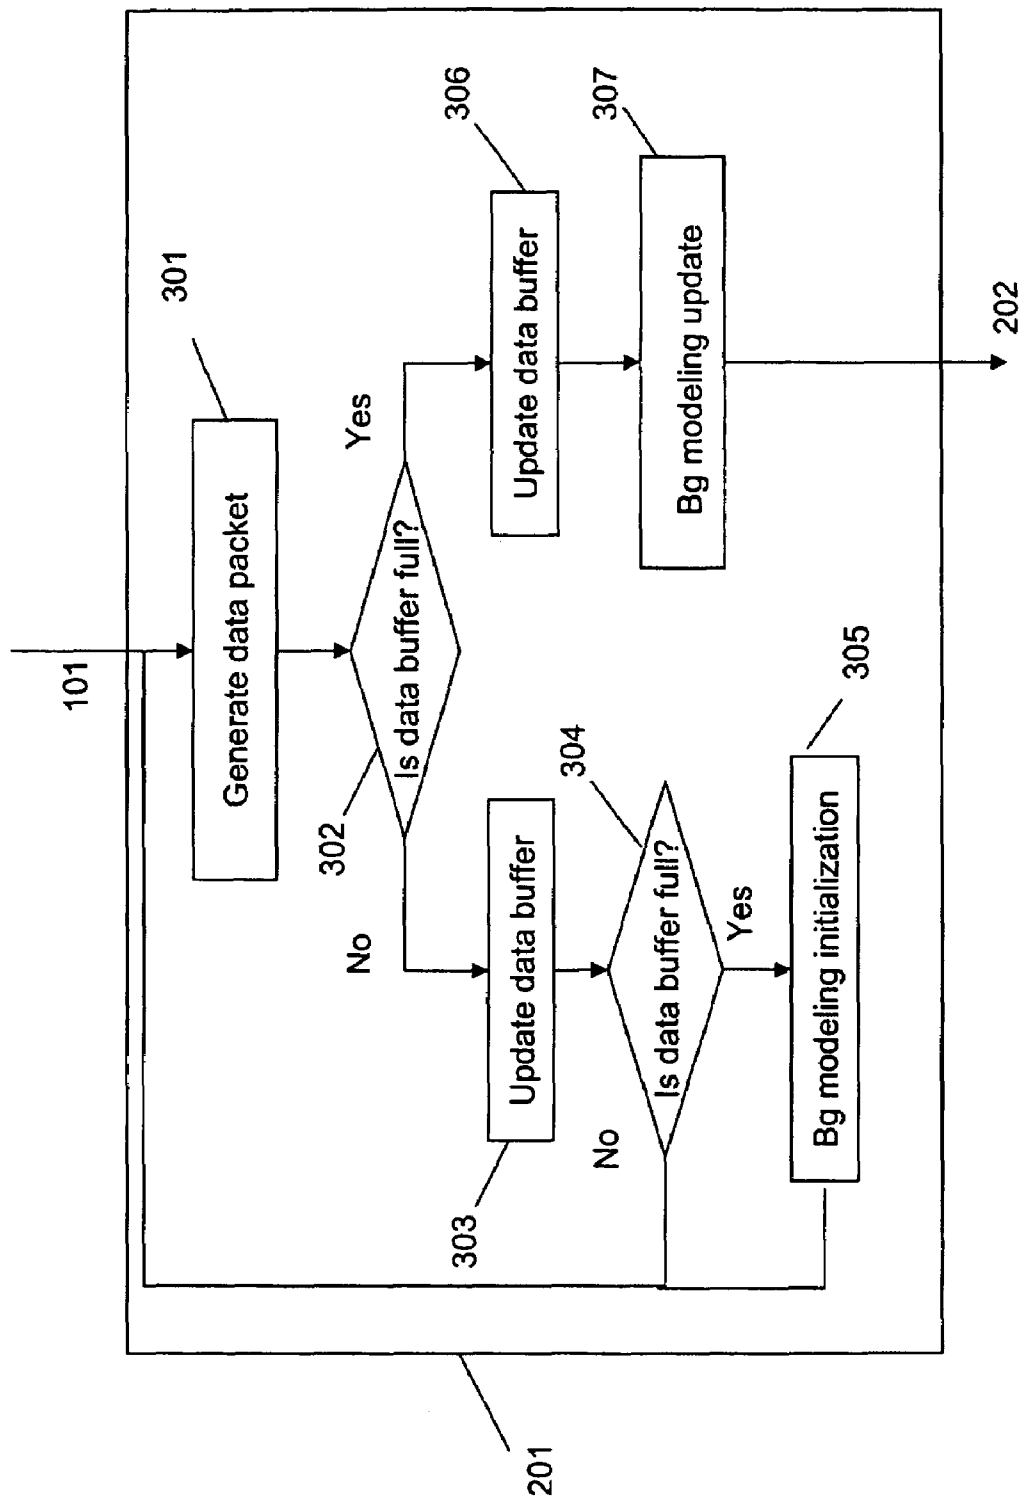 101
301
Generate data packet
302
Is data buffer full?
No
Yes
303
Update data buffer
306
Update data buffer
304
Is data buffer full?
No
Yes
307
Bg modeling update
305
Bg modeling initialization
201
202